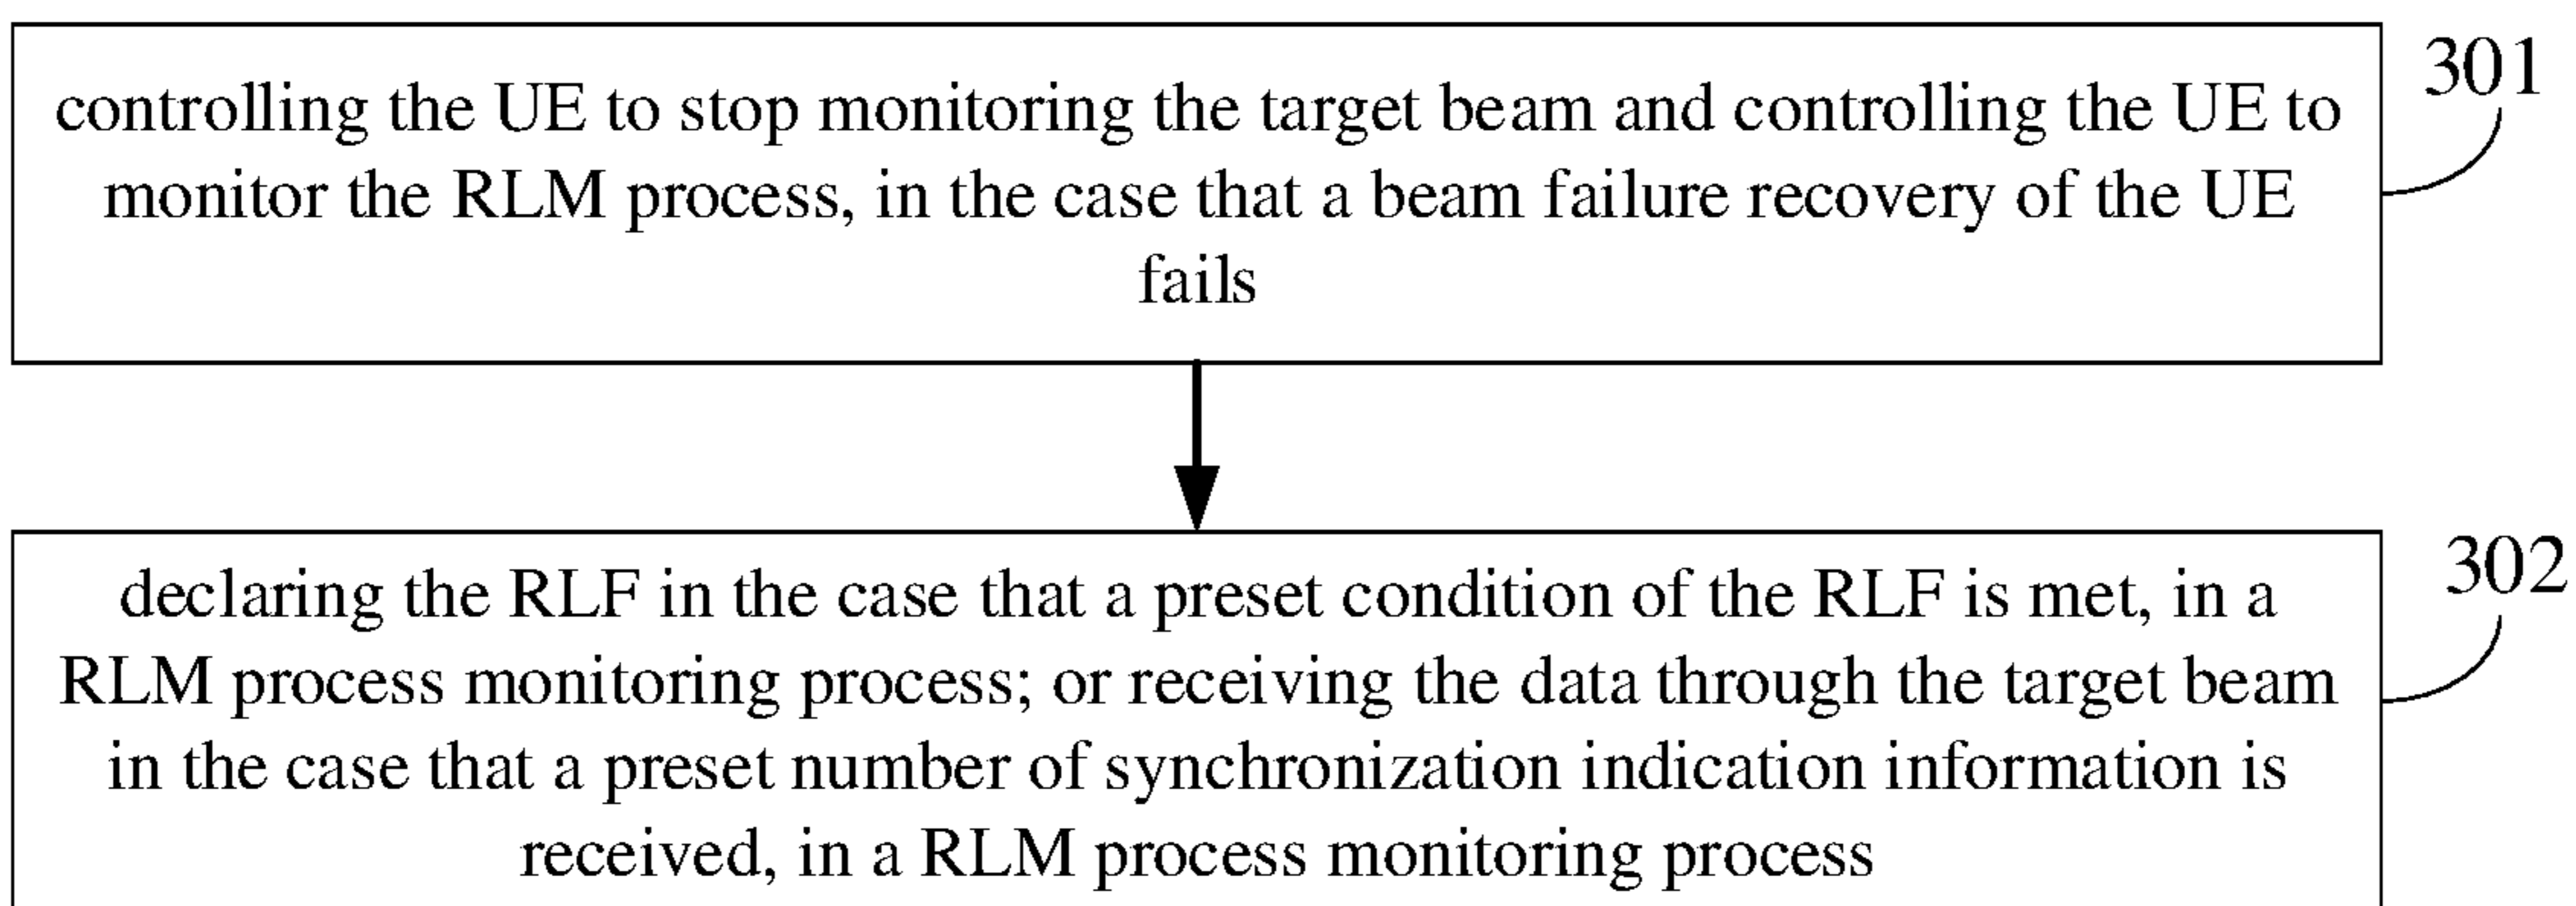 controlling the UE to stop monitoring the target beam and controlling the UE to
monitor the RLM process, in the case that a beam failure recovery of the UE
fails
301
declaring the RLF in the case that a preset condition of the RLF is met, in a
RLM process monitoring process; or receiving the data through the target beam
in the case that a preset number of synchronization indication information is
received, in a RLM process monitoring process
302